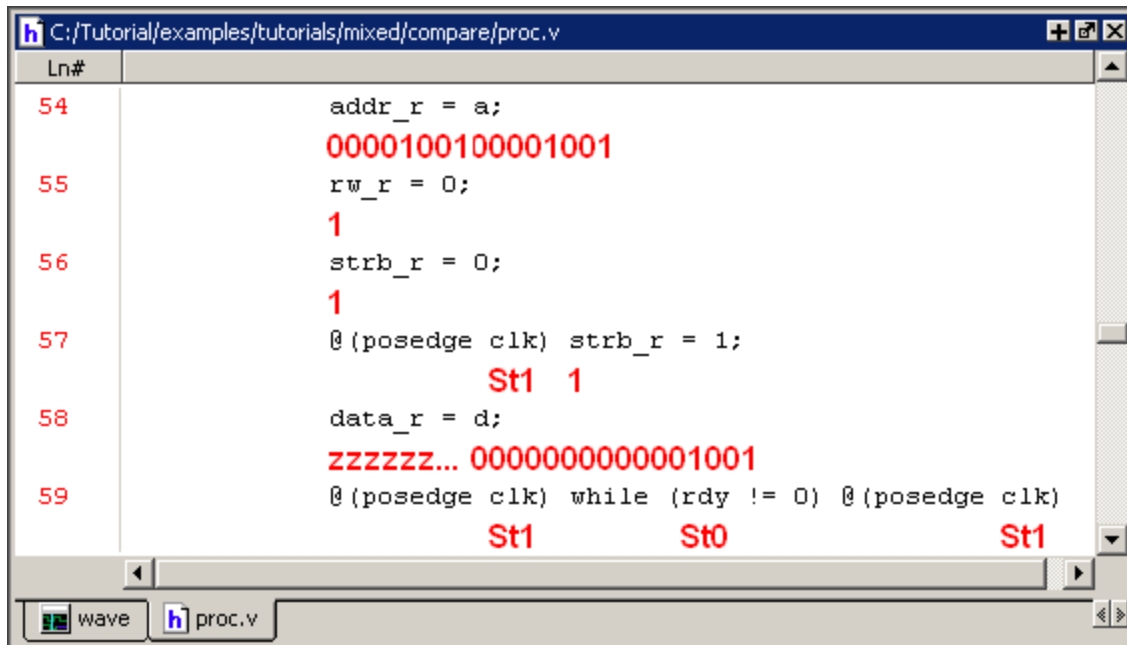 h C:/Tutorial/examples/tutorials/mixed/compare/proc.v
Ln#
54 addr_r = a;
0000100100001001
55 rw_r = 0;
1
56 strb_r = 0;
1
57 @(posedge clk) strb_r = 1;
St1 1
58 data_r = d;
zzzzzz... 0000000000001001
59 @(posedge clk) while (rdy != 0) @(posedge clk)
St1 St0 St1
wave h proc.v